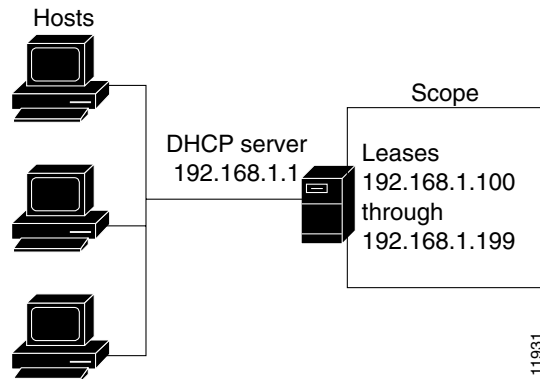 Hosts
Scope
DHCP server
192.168.1.1
Leases
192.168.1.100
through
192.168.1.199
11931